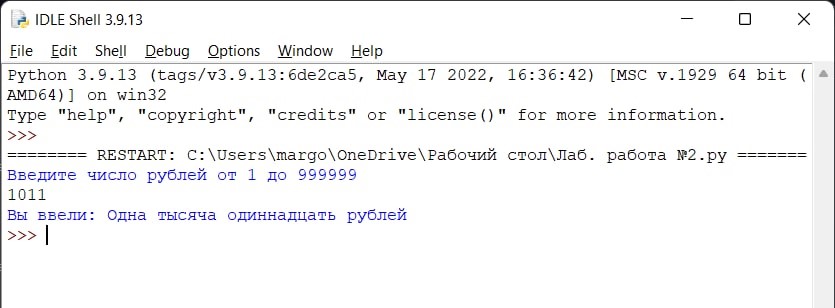 IDLE Shell 3.9.13
File Edit Shell Debug Options Window Help
Python 3.9.13 (tags/v3.9.13:6de2ca5, May 17 2022, 16:36:42) [MSC v.1929 64 bit (
AMD64)] on win32
Type "help", "copyright", "credits" or "license()" for more information.
>>>
======== RESTART: C:\Users\margo\OneDrive\Рабочий стол\Лаб. работа №2.py =======
Введите число рублей от 1 до 999999
1011
Вы ввели: Одна тысяча одиннадцать рублей
>>>